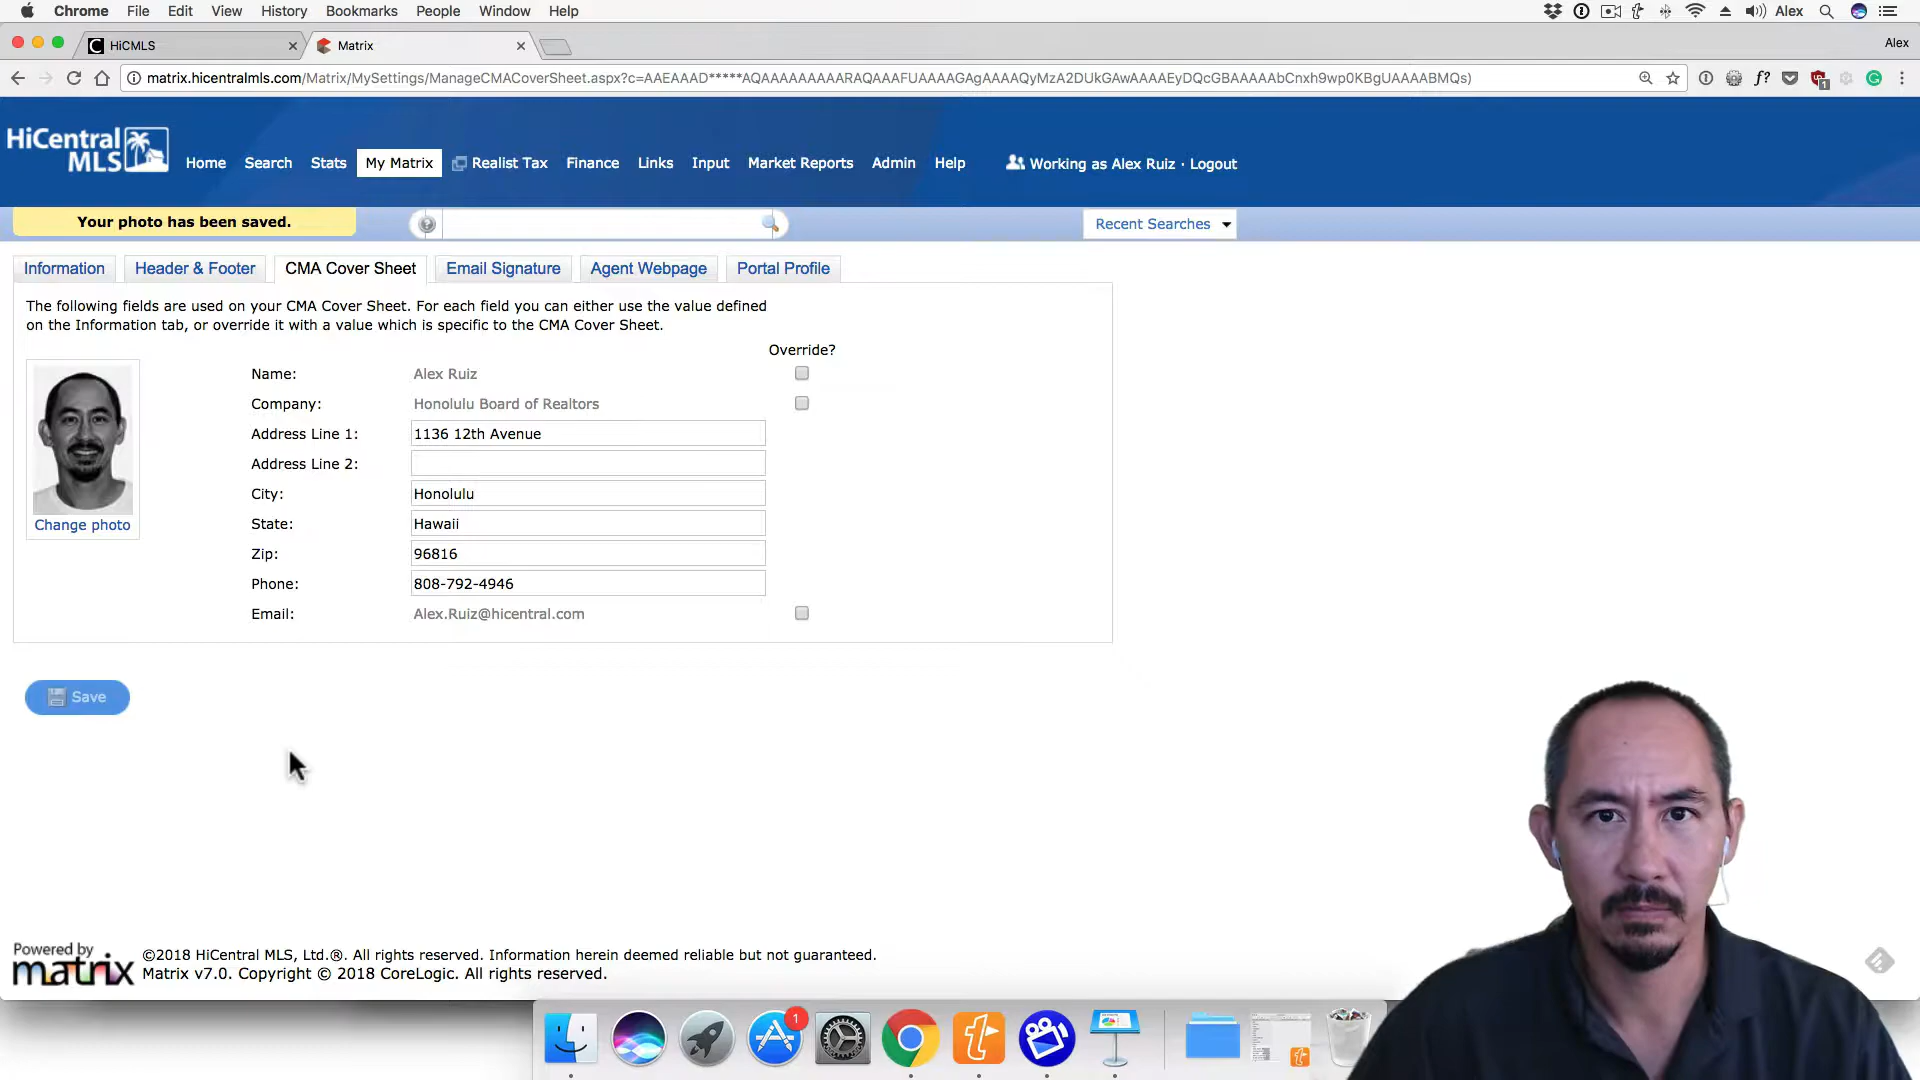 Chrome File Edit View History Bookmarks People Window Help Alex
HiCMLS Matrix Alex
matrix.hicentralmls.com/Matrix/MySettings/ManageCMACoverSheet.aspx?c=AAEAAAD*****AQAAAAAAAAARAQAAAFUAAAAGAgAAAAQyMzA2DUkGAwAAAAEyDQcGBAAAAAbCnxh9wp0KBgUAAAABMQs)
HiCentral MLS
Home Search Stats My Matrix Realist Tax Finance Links Input Market Reports Admin Help Working as Alex Ruiz · Logout
Your photo has been saved. Recent Searches
Information Header & Footer CMA Cover Sheet Email Signature Agent Webpage Portal Profile
The following fields are used on your CMA Cover Sheet. For each field you can either use the value defined
on the Information tab, or override it with a value which is specific to the CMA Cover Sheet.
Override?
Name: Alex Ruiz
Company: Honolulu Board of Realtors
Address Line 1: 1136 12th Avenue
Address Line 2:
City: Honolulu
State: Hawaii
Zip: 96816
Phone: 808-792-4946
Email: Alex.Ruiz@hicentral.com
Change photo
Save
Powered by
matrix
©2018 HiCentral MLS, Ltd.®. All rights reserved. Information herein deemed reliable but not guaranteed.
Matrix v7.0. Copyright © 2018 CoreLogic. All rights reserved.
1